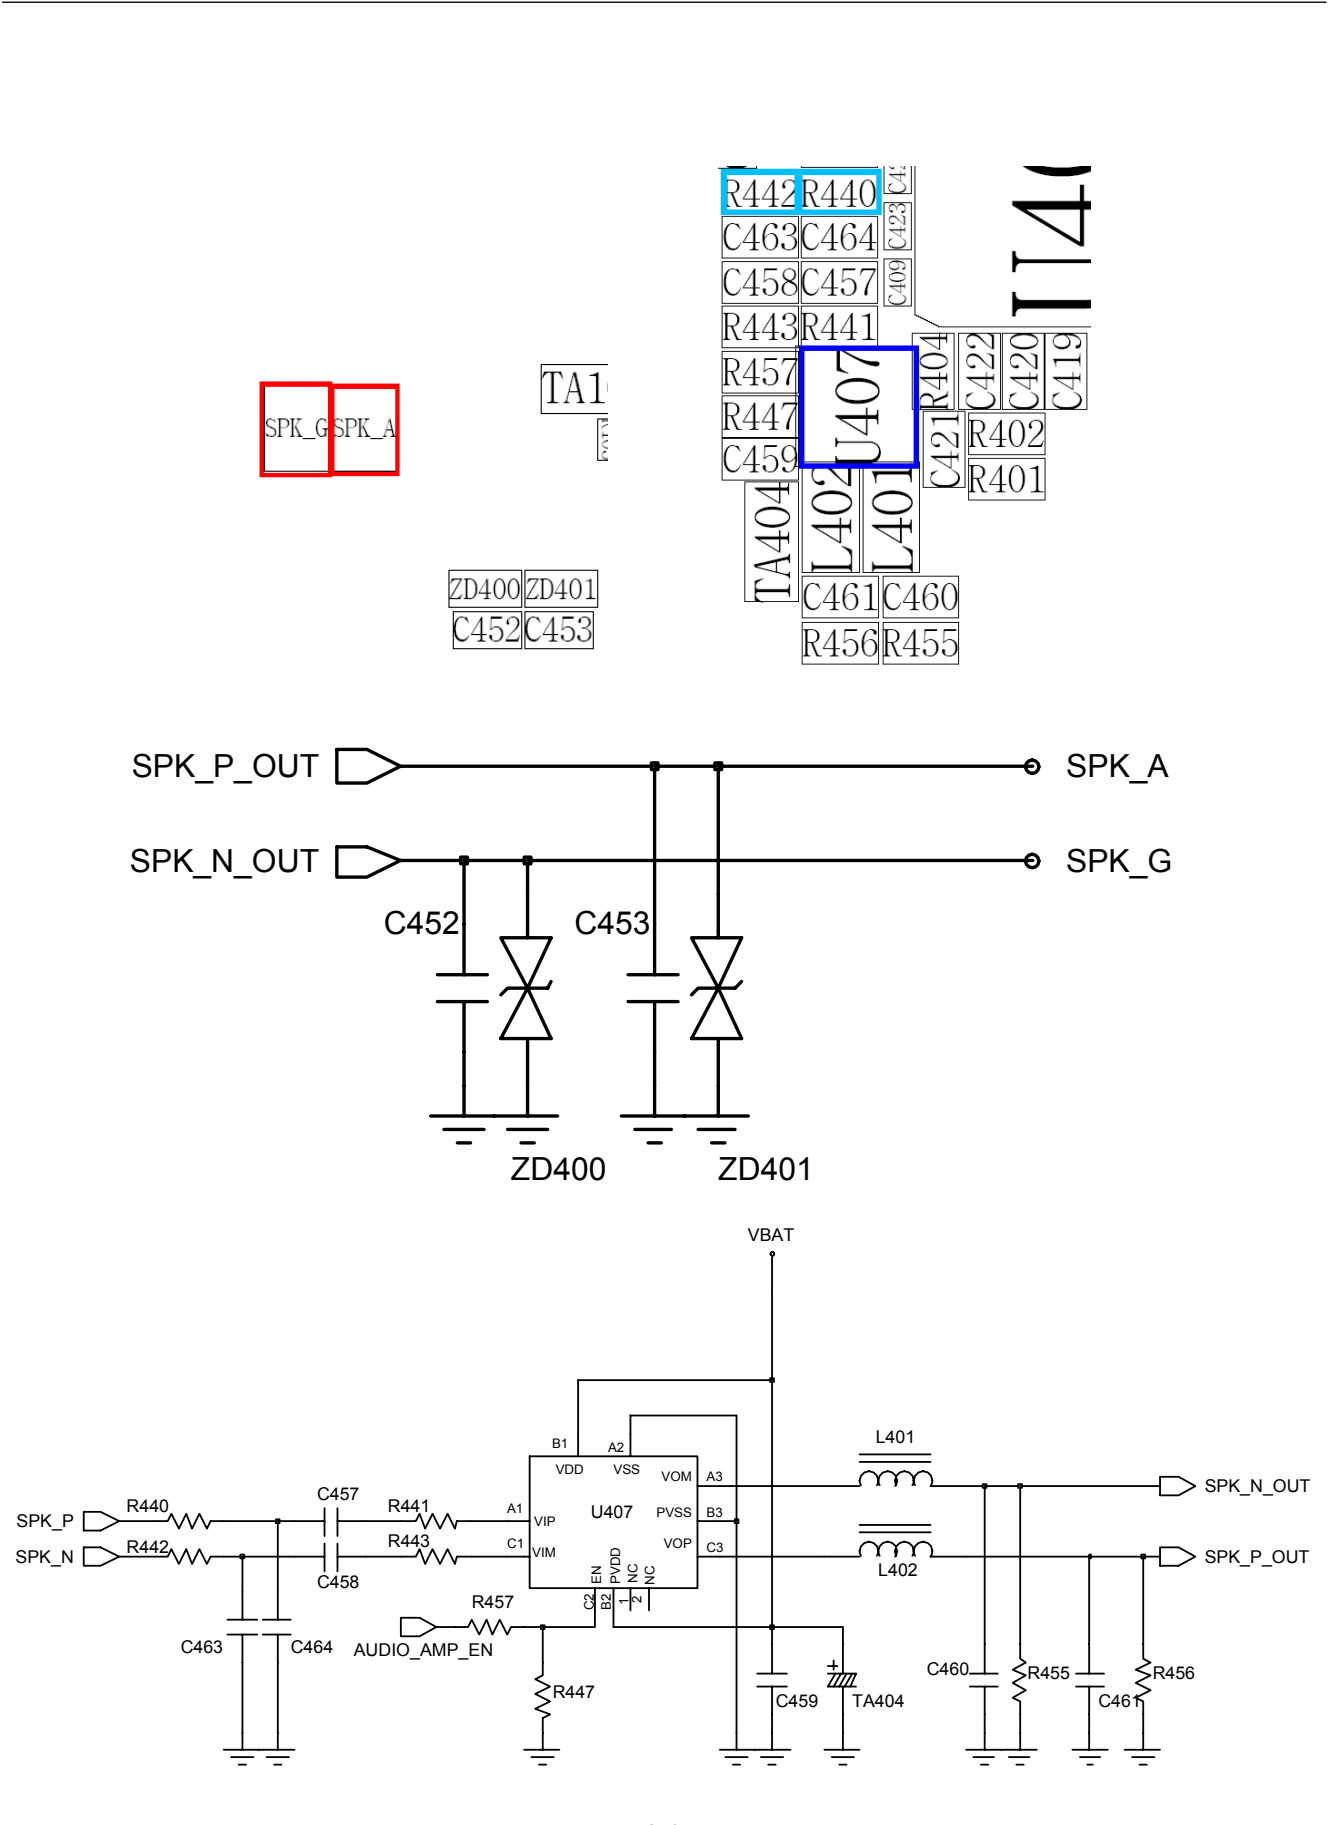 R442 R440
C463 C464 C423
C458 C457 C409
R443 R441
R457 U407 R404 C422 C420 C419
TA1
SPK_G SPK_A
R447 C421 R402
C459 R401
TA404 L402 L401
ZD400 ZD401
C461 C460
C452 C453
R456 R455
SPK_P_OUT SPK_A
SPK_N_OUT SPK_G
C452 C453
ZD400 ZD401
VBAT
L401
B1 A2
VDD VSS VOM A3 SPK_N_OUT
C457
R440 R441 A1 U407 PVSS B3
SPK_P VIP
R442 R443 C1 VOP C3
SPK_N VIM SPK_P_OUT
C458 EN PVDD NC NC L402
R457 C2 B2 1 2
C463 C464 AUDIO_AMP_EN
+
C460 R455 R456
R447 C459 TA404 C461